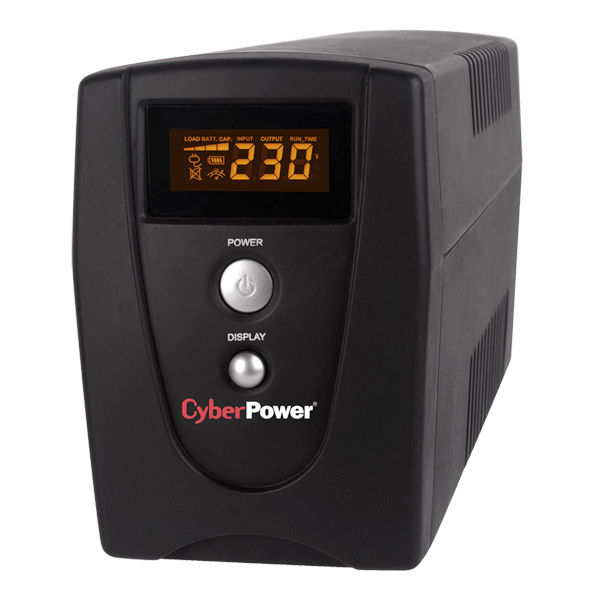 LOAD BATT. CAP. INPUT OUTPUT RUN_TIME
230 V
POWER
DISPLAY
CyberPower®